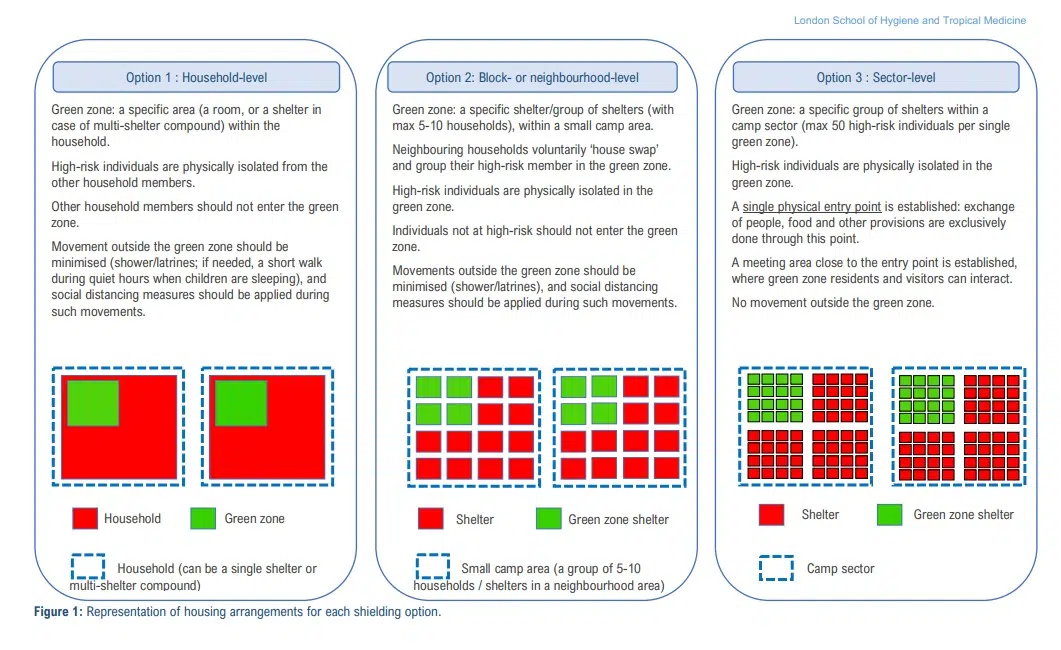 London School of Hygiene and Tropical Medicine
Option 1 : Household-level
Green zone: a specific area (a room, or a shelter in
case of multi-shelter compound) within the
household.
High-risk individuals are physically isolated from the
other household members.
Other household members should not enter the green
zone.
Movement outside the green zone should be
minimised (shower/latrines; if needed, a short walk
during quiet hours when children are sleeping), and
social distancing measures should be applied during
such movements.
Household
Green zone
Household (can be a single shelter or
multi-shelter compound)
Option 2: Block- or neighbourhood-level
Green zone: a specific shelter/group of shelters (with
max 5-10 households), within a small camp area.
Neighbouring households voluntarily ‘house swap’
and group their high-risk member in the green zone.
High-risk individuals are physically isolated in the
green zone.
Individuals not at high-risk should not enter the green
zone.
Movements outside the green zone should be
minimised (shower/latrines), and social distancing
measures should be applied during such movements.
Shelter
Green zone shelter
Small camp area (a group of 5-10
households / shelters in a neighbourhood area)
Option 3 : Sector-level
Green zone: a specific group of shelters within a
camp sector (max 50 high-risk individuals per single
green zone).
High-risk individuals are physically isolated in the
green zone.
A single physical entry point is established: exchange
of people, food and other provisions are exclusively
done through this point.
A meeting area close to the entry point is established,
where green zone residents and visitors can interact.
No movement outside the green zone.
Shelter
Green zone shelter
Camp sector
Figure 1: Representation of housing arrangements for each shielding option.